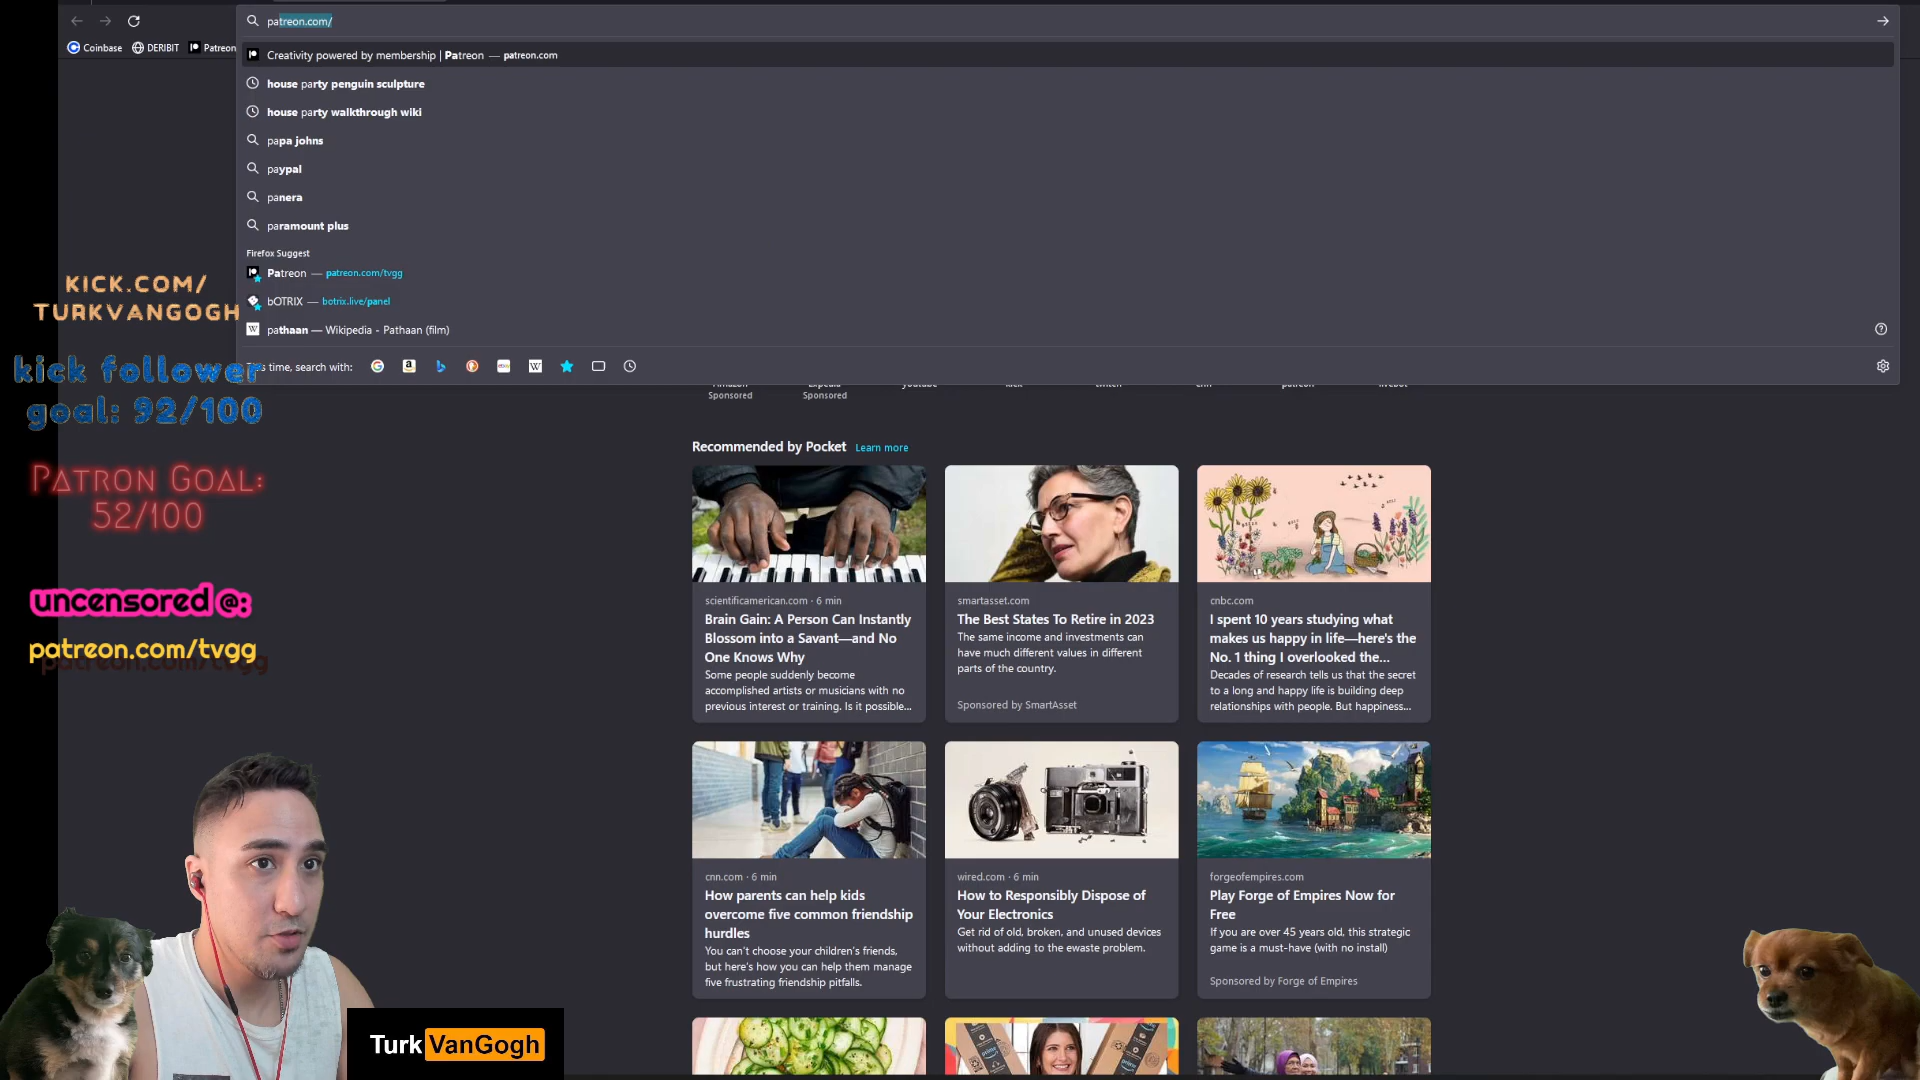 patreon.com/
Coinbase
DERIBIT
Patreon
Creativity powered by membership | Patreon — patreon.com
house party penguin sculpture
house party walkthrough wiki
papa johns
paypal
panera
paramount plus
Firefox Suggest
Patreon — patreon.com/tvgg
bOTRIX — botrix.live/panel
pathaan — Wikipedia - Pathaan (film)
time, search with:
Sponsored
Sponsored
KICK.COM/
TURKVANGOGH
kick follower
goal: 92/100
PATRON GOAL:
52/100
uncensored @:
patreon.com/tvgg
Recommended by Pocket Learn more
scientificamerican.com · 6 min
Brain Gain: A Person Can Instantly
Blossom into a Savant—and No
One Knows Why
Some people suddenly become
accomplished artists or musicians with no
previous interest or training. Is it possible...
smartasset.com
The Best States To Retire in 2023
The same income and investments can
have much different values in different
parts of the country.
Sponsored by SmartAsset
cnbc.com
I spent 10 years studying what
makes us happy in life—here's the
No. 1 thing I overlooked the...
Decades of research tells us that the secret
to a long and happy life is building deep
relationships with people. But happiness...
cnn.com · 6 min
How parents can help kids
overcome five common friendship
hurdles
You can't choose your children's friends,
but here's how you can help them manage
five frustrating friendship pitfalls.
wired.com · 6 min
How to Responsibly Dispose of
Your Electronics
Get rid of old, broken, and unused devices
without adding to the ewaste problem.
forgeofempires.com
Play Forge of Empires Now for
Free
If you are over 45 years old, this strategic
game is a must-have (with no install)
Sponsored by Forge of Empires
Turk VanGogh